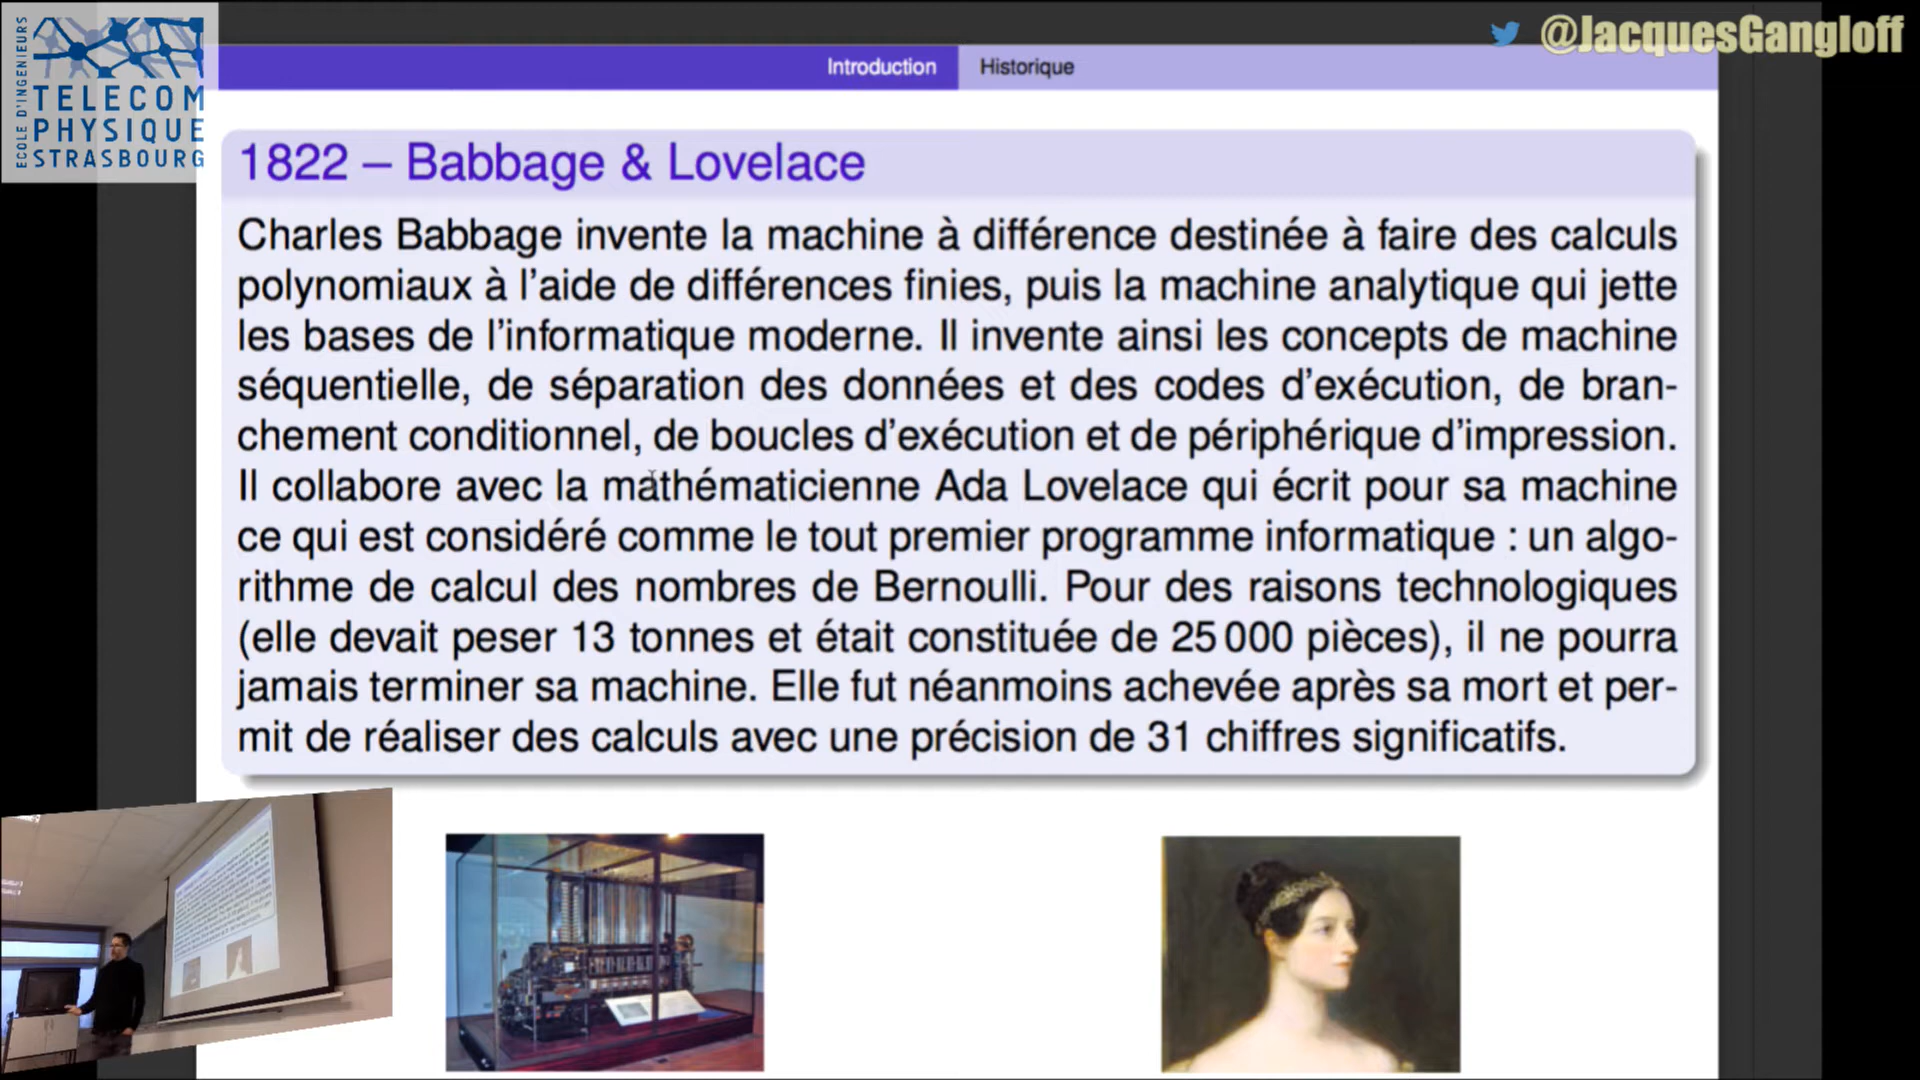 ECOLE D'INGENIEURS
TELECOM
PHYSIQUE
STRASBOURG
@JacquesGangloff
Introduction
Historique
1822 – Babbage & Lovelace
Charles Babbage invente la machine à différence destinée à faire des calculs
polynomiaux à l'aide de différences finies, puis la machine analytique qui jette
les bases de l'informatique moderne. Il invente ainsi les concepts de machine
séquentielle, de séparation des données et des codes d'exécution, de bran-
chement conditionnel, de boucles d'exécution et de périphérique d'impression.
Il collabore avec la mathématicienne Ada Lovelace qui écrit pour sa machine
ce qui est considéré comme le tout premier programme informatique : un algo-
rithme de calcul des nombres de Bernoulli. Pour des raisons technologiques
(elle devait peser 13 tonnes et était constituée de 25 000 pièces), il ne pourra
jamais terminer sa machine. Elle fut néanmoins achevée après sa mort et per-
mit de réaliser des calculs avec une précision de 31 chiffres significatifs.